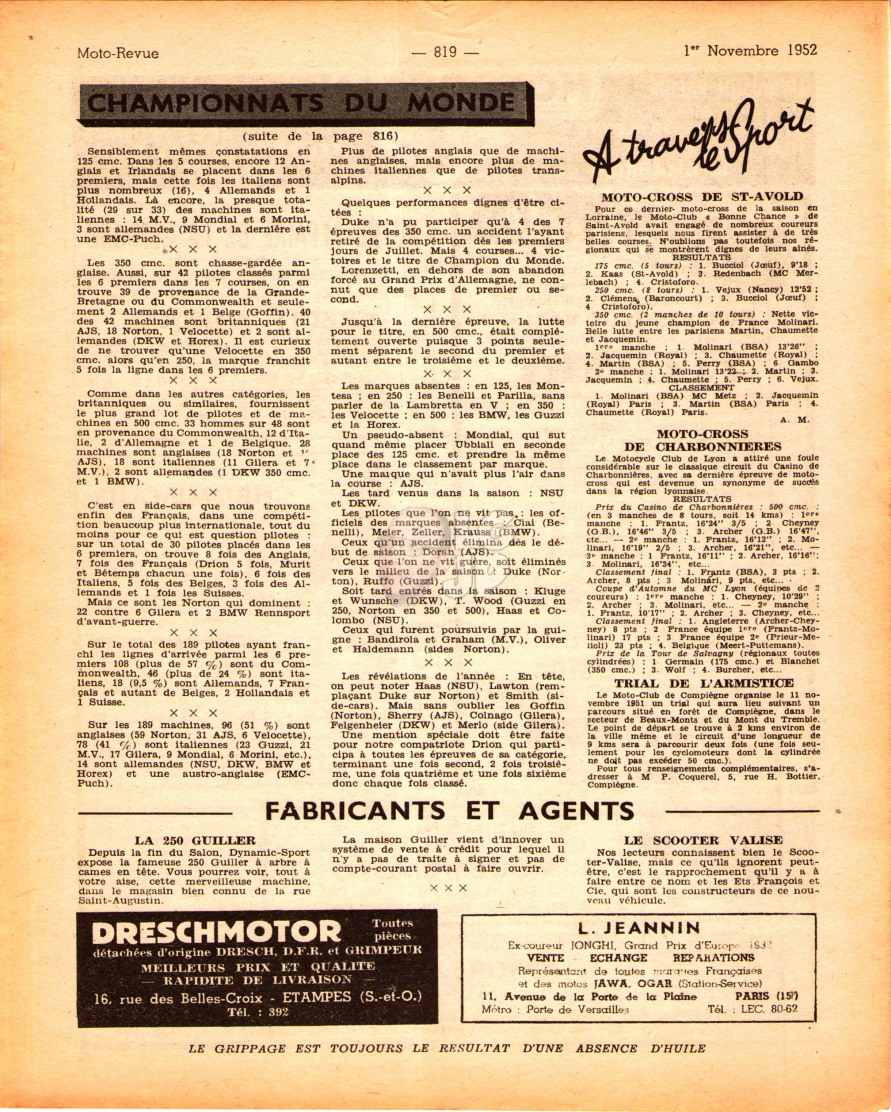 Moto-Revue
— 819 —
1er Novembre 1952
CHAMPIONNATS DU MONDE
(suite de la page 816)
Sensiblement mêmes constatations en
125 cmc. Dans les 5 courses, encore 12 An-
glais et Irlandais se placent dans les 6
premiers, mais cette fois les italiens sont
plus nombreux (16), 4 Allemands et 1
Hollandais. Là encore, la presque tota-
lité (29 sur 33) des machines sont ita-
liennes : 14 M.V., 9 Mondial et 6 Morini,
3 sont allemandes (NSU) et la dernière est
une EMC-Puch.
× × ×
Les 350 cmc. sont chasse-gardée an-
glaise. Aussi, sur 42 pilotes classés parmi
les 6 premiers dans les 7 courses, on en
trouve 39 de provenance de la Grande-
Bretagne ou du Commonwealth et seule-
ment 2 Allemands et 1 Belge (Goffin). 40
des 42 machines sont britanniques (21
AJS, 18 Norton, 1 Velocette) et 2 sont al-
lemandes (DKW et Horex). Il est curieux
de ne trouver qu'une Velocette en 350
cmc. alors qu'en 250, la marque franchit
5 fois la ligne dans les 6 premiers.
× × ×
Comme dans les autres catégories, les
britanniques ou similaires, fournissent
le plus grand lot de pilotes et de ma-
chines en 500 cmc. 33 hommes sur 48 sont
en provenance du Commonwealth, 12 d'Ita-
lie, 2 d'Allemagne et 1 de Belgique. 28
machines sont anglaises (18 Norton et
AJS), 18 sont italiennes (11 Gilera et 7
M.V.), 2 sont allemandes (1 DKW 350 cmc.
et 1 BMW).
× × ×
C'est en side-cars que nous trouvons
enfin des Français, dans une compéti-
tion beaucoup plus internationale, tout du
moins pour ce qui est question pilotes :
sur un total de 30 pilotes placés dans les
6 premiers, on trouve 8 fois des Anglais,
7 fois des Français (Drion 5 fois, Murit
et Bétemps chacun une fois), 6 fois des
Italiens, 5 fois des Belges, 3 fois des Al-
lemands et 1 fois les Suisses.
Mais ce sont les Norton qui dominent :
22 contre 6 Gilera et 2 BMW Rennsport
d'avant-guerre.
× × ×
Sur le total des 189 pilotes ayant fran-
chi les lignes d'arrivée parmi les 6 pre-
miers 108 (plus de 57 %) sont du Com-
monwealth, 46 (plus de 24 %) sont ita-
liens, 18 (9,5 %) sont Allemands, 7 Fran-
çais et autant de Belges, 2 Hollandais et
1 Suisse.
× × ×
Sur les 189 machines, 96 (51 %) sont
anglaises (59 Norton, 31 AJS, 6 Velocette),
78 (41 %) sont italiennes (23 Guzzi, 21
M.V., 17 Gilera, 9 Mondial, 6 Morini, etc.),
14 sont allemandes (NSU, DKW, BMW et
Horex) et une austro-anglaise (EMC-
Puch).
Plus de pilotes anglais que de machi-
nes anglaises, mais encore plus de ma-
chines italiennes que de pilotes trans-
alpins.
× × ×
Quelques performances dignes d'être ci-
tées :
Duke n'a pu participer qu'à 4 des 7
épreuves des 350 cmc. un accident l'ayant
retiré de la compétition dès les premiers
jours de Juillet. Mais 4 courses... 4 vic-
toires et le titre de Champion du Monde.
Lorenzetti, en dehors de son abandon
forcé au Grand Prix d'Allemagne, ne con-
nut que des places de premier ou se-
cond.
× × ×
Jusqu'à la dernière épreuve, la lutte
pour le titre, en 500 cmc., était complè-
tement ouverte puisque 3 points seule-
ment séparent le second du premier et
autant entre le troisième et le deuxième.
× × ×
Les marques absentes : en 125, les Mon-
tesa ; en 250 : les Benelli et Parilla, sans
parler de la Lambretta en V ; en 350 :
les Velocette ; en 500 : les BMW, les Guzzi
et la Horex.
Un pseudo-absent : Mondial, qui sut
quand même placer Ubbiali en seconde
place des 125 cmc. et prendre la même
place dans le classement par marque.
Une marque qui n'avait plus l'air dans
la course : AJS.
Les tard venus dans la saison : NSU
et DKW.
Les pilotes que l'on ne vit pas : les of-
ficiels des marques absentes : Ciai (Be-
nelli), Meier, Zeller, Krauss (BMW).
Ceux qu'un accident élimina dès le dé-
but de saison : Doran (AJS).
Ceux que l'on ne vit guère, soit éliminés
vers le milieu de la saison : Duke (Nor-
ton), Ruffo (Guzzi).
Soit tard entrés dans la saison : Kluge
et Wunsche (DKW), T. Wood (Guzzi en
250, Norton en 350 et 500), Haas et Co-
lombo (NSU).
Ceux qui furent poursuivis par la gui-
gne : Bandirola et Graham (M.V.), Oliver
et Haldemann (sides Norton).
× × ×
Les révélations de l'année : En tête,
on peut noter Haas (NSU), Lawton (rem-
plaçant Duke sur Norton) et Smith (si-
de-cars). Mais sans oublier les Goffin
(Norton), Sherry (AJS), Colnago (Gilera),
Felgenheier (DKW) et Merlo (side Gilera).
Une mention spéciale doit être faite
pour notre compatriote Drion qui parti-
cipa à toutes les épreuves de sa catégorie,
terminant une fois second, 2 fois troisiè-
me, une fois quatrième et une fois sixième
donc chaque fois classé.
A travers le Sport
MOTO-CROSS DE ST-AVOLD
Pour ce dernier moto-cross de la saison en
Lorraine, le Moto-Club « Bonne Chance » de
Saint-Avold avait engagé de nombreux coureurs
parisiens, lesquels nous firent assister à de très
belles courses. N'oublions pas toutefois nos ré-
gionaux qui se montrèrent dignes de leurs aînés.
RESULTATS
175 cmc. (5 tours) : 1. Bucciol (Jœuf), 9'18 ;
2. Kaas (St-Avold) ; 3. Redenbach (MC Mer-
lebach) ; 4. Cristoforo.
250 cmc. (8 tours) : 1. Vejux (Nancy) 12'52 ;
2. Clémens (Baroncourt) ; 3. Bucciol (Jœuf) ;
4 Cristoforo).
350 cmc. (2 manches de 10 tours) : Nette vic-
toire du jeune champion de France Molinari.
Belle lutte entre les parisiens Martin, Chaumette
et Jacquemin.
1ere manche : 1. Molinari (BSA) 13'26'' ;
2. Jacquemin (Royal) ; 3. Chaumette (Royal) ;
4. Martin (BSA) ; 5. Perry (BSA) ; 6. Gambo
2e manche : 1. Molinari 13'22 ; 2. Martin ; 3.
Jacquemin ; 4. Chaumette ; 5. Perry ; 6. Vejux.
CLASSEMENT
1. Molinari (BSA) MC Metz ; 2. Jacquemin
(Royal) Paris ; 3. Martin (BSA) Paris ; 4.
Chaumette (Royal) Paris.
A. M.
MOTO-CROSS
DE CHARBONNIERES
Le Motocycle Club de Lyon a attiré une foule
considérable sur le classique circuit du Casino de
Charbonnières, avec sa dernière épreuve de moto-
cross qui est devenue un synonyme de succès
dans la région lyonnaise.
RESULTATS
Prix du Casino de Charbonnières : 500 cmc. :
(en 3 manches de 8 tours, soit 14 kms) : 1ere
manche : 1. Frantz, 16'24'' 3/5 ; 2 Cheyney
(G.B.), 16'46'' 3/5 ; 3. Archer (G.B.) 16'47'',
etc... — 2e manche : 1. Frantz, 16'12'' ; 2. Mo-
linari, 16'19'' 2/5 ; 3. Archer, 16'21'', etc... —
3e manche : 1 Frantz, 16'11'' ; 2. Archer, 16'16'' ;
3. Molinari, 16'34''. etc...
Classement final : 1. Frantz (BSA), 3 pts ; 2.
Archer, 8 pts ; 3 Molinari, 9 pts, etc...
Coupe d'Automne du MC Lyon (équipes de 2
coureurs) : 1ere manche : 1. Cheyney, 10'29'' ;
2. Archer ; 3. Molinari, etc... — 2e manche :
1. Frantz, 10'17'' ; 2. Archer ; 3. Cheyney, etc...
Classement final : 1. Angleterre (Archer-Chey-
ney) 8 pts ; 2 France équipe 1ere (Frantz-Mo-
linari) 17 pts ; 3 France équipe 2e (Prieur-Me-
lioli) 23 pts ; 4. Belgique (Meert-Puttemans).
Prix de la Tour de Salvagny (régionaux toutes
cylindrées) : 1 Germain (175 cmc.) et Blanchet
(350 cmc.) ; 3. Wolf ; 4. Burcher, etc...
TRIAL DE L'ARMISTICE
Le Moto-Club de Compiègne organise le 11 no-
vembre 1951 un trial qui aura lieu suivant un
parcours situé en forêt de Compiègne, dans le
secteur de Beaux-Monts et du Mont du Tremble.
Le point de départ se trouve à 2 kms environ de
la ville même et le circuit d'une longueur de
9 kms sera à parcourir deux fois (une fois seu-
lement pour les cyclomoteurs dont la cylindrée
ne doit pas excéder 50 cmc.).
Pour tous renseignements complémentaires, s'a-
dresser à M P. Coquerel, 5, rue H. Bottier,
Compiègne.
FABRICANTS ET AGENTS
LA 250 GUILLER
Depuis la fin du Salon, Dynamic-Sport
expose la fameuse 250 Guiller à arbre à
cames en tête. Vous pourrez voir, tout à
votre aise, cette merveilleuse machine,
dans le magasin bien connu de la rue
Saint-Augustin.
La maison Guiller vient d'innover un
système de vente à crédit pour lequel il
n'y a pas de traite à signer et pas de
compte-courant postal à faire ouvrir.
× × ×
LE SCOOTER VALISE
Nos lecteurs connaissent bien le Scoo-
ter-Valise, mais ce qu'ils ignorent peut-
être, c'est le rapprochement qu'il y a à
faire entre ce nom et les Ets François et
Cie, qui sont les constructeurs de ce nou-
veau véhicule.
DRESCHMOTOR Toutes
pièces
détachées d'origine DRESCH, D.F.R. et GRIMPEUR
MEILLEURS PRIX ET QUALITE
— RAPIDITE DE LIVRAISON
16, rue des Belles-Croix - ETAMPES (S.-et-O.)
Tél. : 392
L. JEANNIN
Ex-coureur JONGHI, Grand Prix d'Europe
VENTE ECHANGE REPARATIONS
Représentant de toutes marques Françaises
et des motos JAWA, OGAR (Station-Service)
11, Avenue de la Porte de la Plaine PARIS (15e)
Métro : Porte de Versailles Tél. : LEC. 80-62
LE GRIPPAGE EST TOUJOURS LE RESULTAT D'UNE ABSENCE D'HUILE